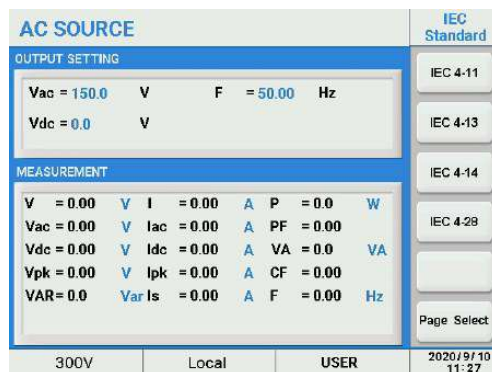 AC SOURCE
IEC
Standard
OUTPUT SETTING
Vac = 150.0 V F = 50.00 Hz
Vdc = 0.0 V
MEASUREMENT
V = 0.00 V I = 0.00 A P = 0.0 W
Vac = 0.00 V Iac = 0.00 A PF = 0.00
Vdc = 0.00 V Idc = 0.00 A VA = 0.0 VA
Vpk = 0.00 V Ipk = 0.00 A CF = 0.00
VAR= 0.0 Var Is = 0.00 A F = 0.00 Hz
IEC 4-11
IEC 4-13
IEC 4-14
IEC 4-28
Page Select
300V Local USER 2020/9/10
11:27